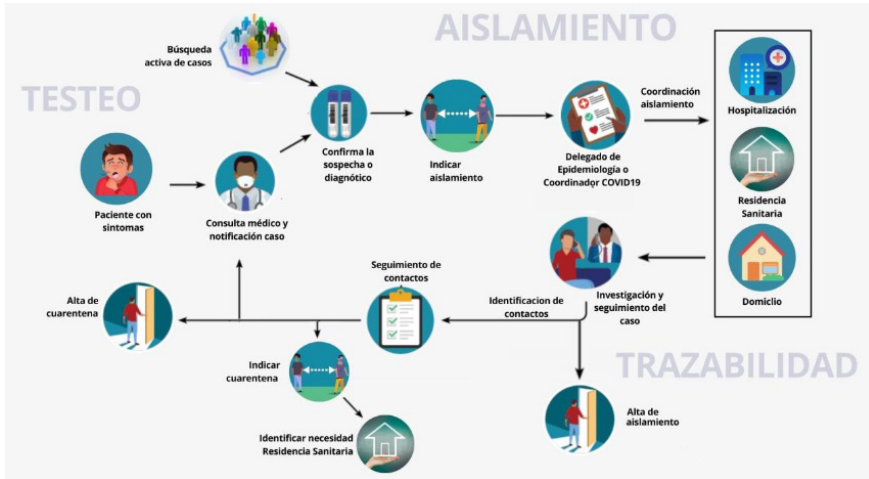 AISLAMIENTO
Búsqueda
activa de casos
TESTEO
Coordinación
aislamiento
Hospitalización
Confirma la
sospecha o
diagnótico
Indicar
aislamiento
Delegado de
Epidemiología o
Coordinador COVID19
Paciente con
sintomas
Consulta médico y
notificación caso
Residencia
Sanitaria
Domiclio
Seguimiento de
contactos
Identificacion de
contactos
Investigación y
seguimiento del
caso
Alta de
cuarentena
Indicar
cuarentena
TRAZABILIDAD
Alta de
aislamiento
Identificar necesidad
Residencia Sanitaria